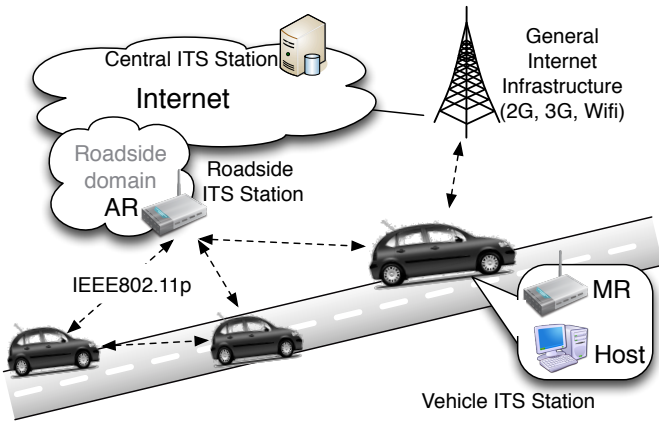 Central ITS Station
Internet
General
Internet
Infrastructure
(2G, 3G, Wifi)
Roadside
domain
AR
Roadside
ITS Station
IEEE802.11p
MR
Host
Vehicle ITS Station